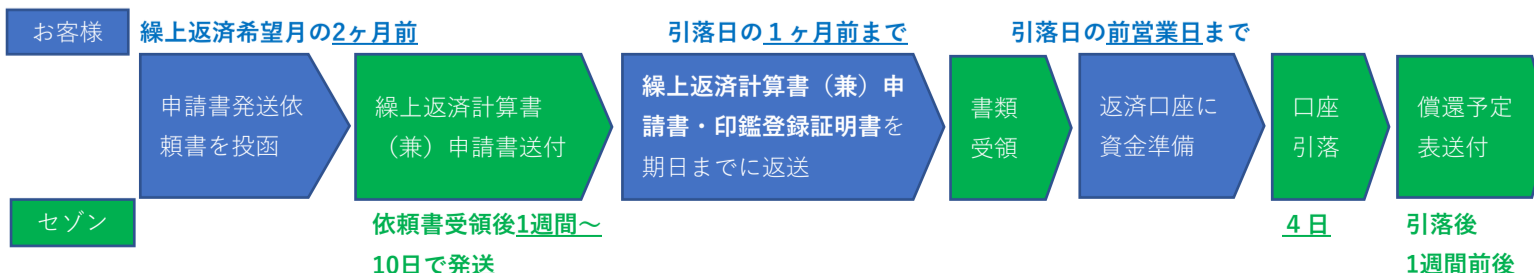 お客様
繰上返済希望月の2ヶ月前
引落日の１ヶ月前まで
引落日の前営業日まで
申請書発送依
頼書を投函
繰上返済計算書
（兼）申請書送付
繰上返済計算書（兼）申
請書・印鑑登録証明書を
期日までに返送
書類
受領
返済口座に
資金準備
口座
引落
償還予定
表送付
セゾン
依頼書受領後1週間～
10日で発送
４日
引落後
1週間前後